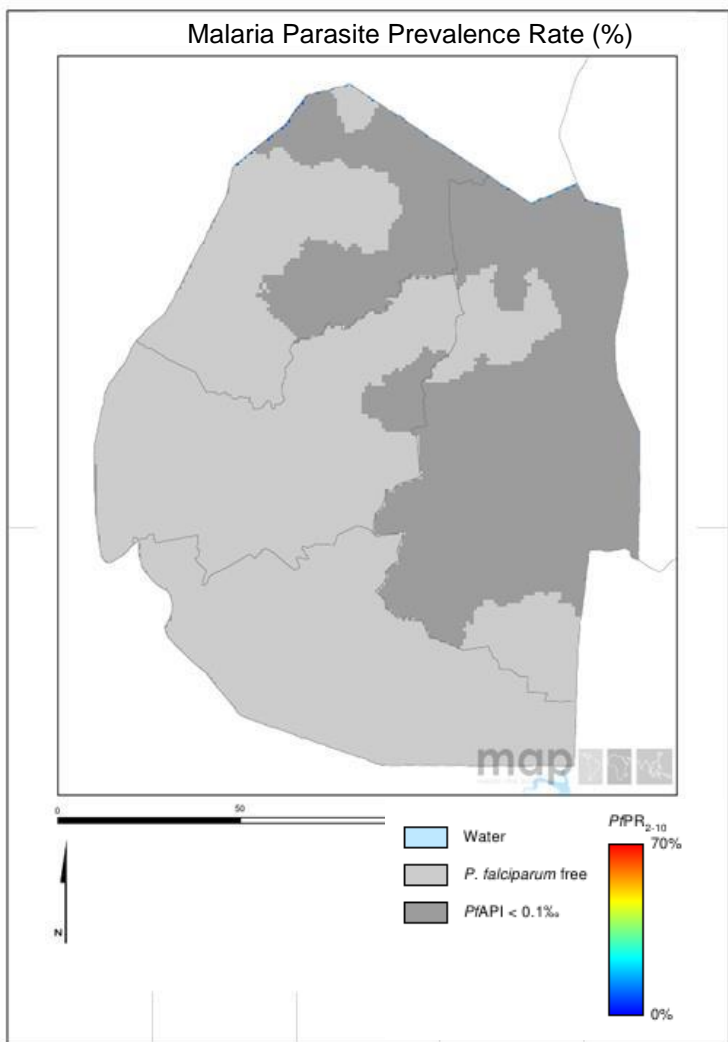 Malaria Parasite Prevalence Rate (%)
map
0
50
N
Water
P. falciparum free
PfAPI < 0.1‰
PfPR2-10
70%
0%